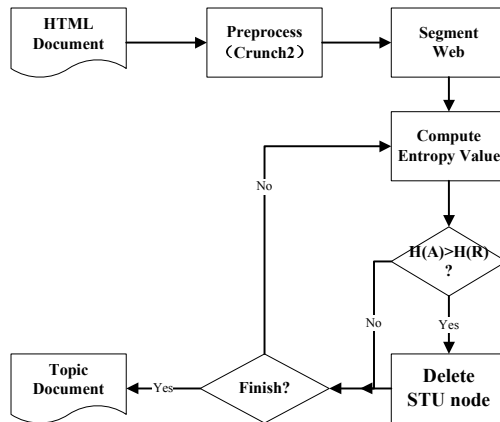 HTML
Document
Preprocess
（Crunch2）
Segment
Web
Compute
Entropy Value
No
H(A)>H(R)
?
No
Yes
Topic
Document
Yes
Finish?
Delete
STU node